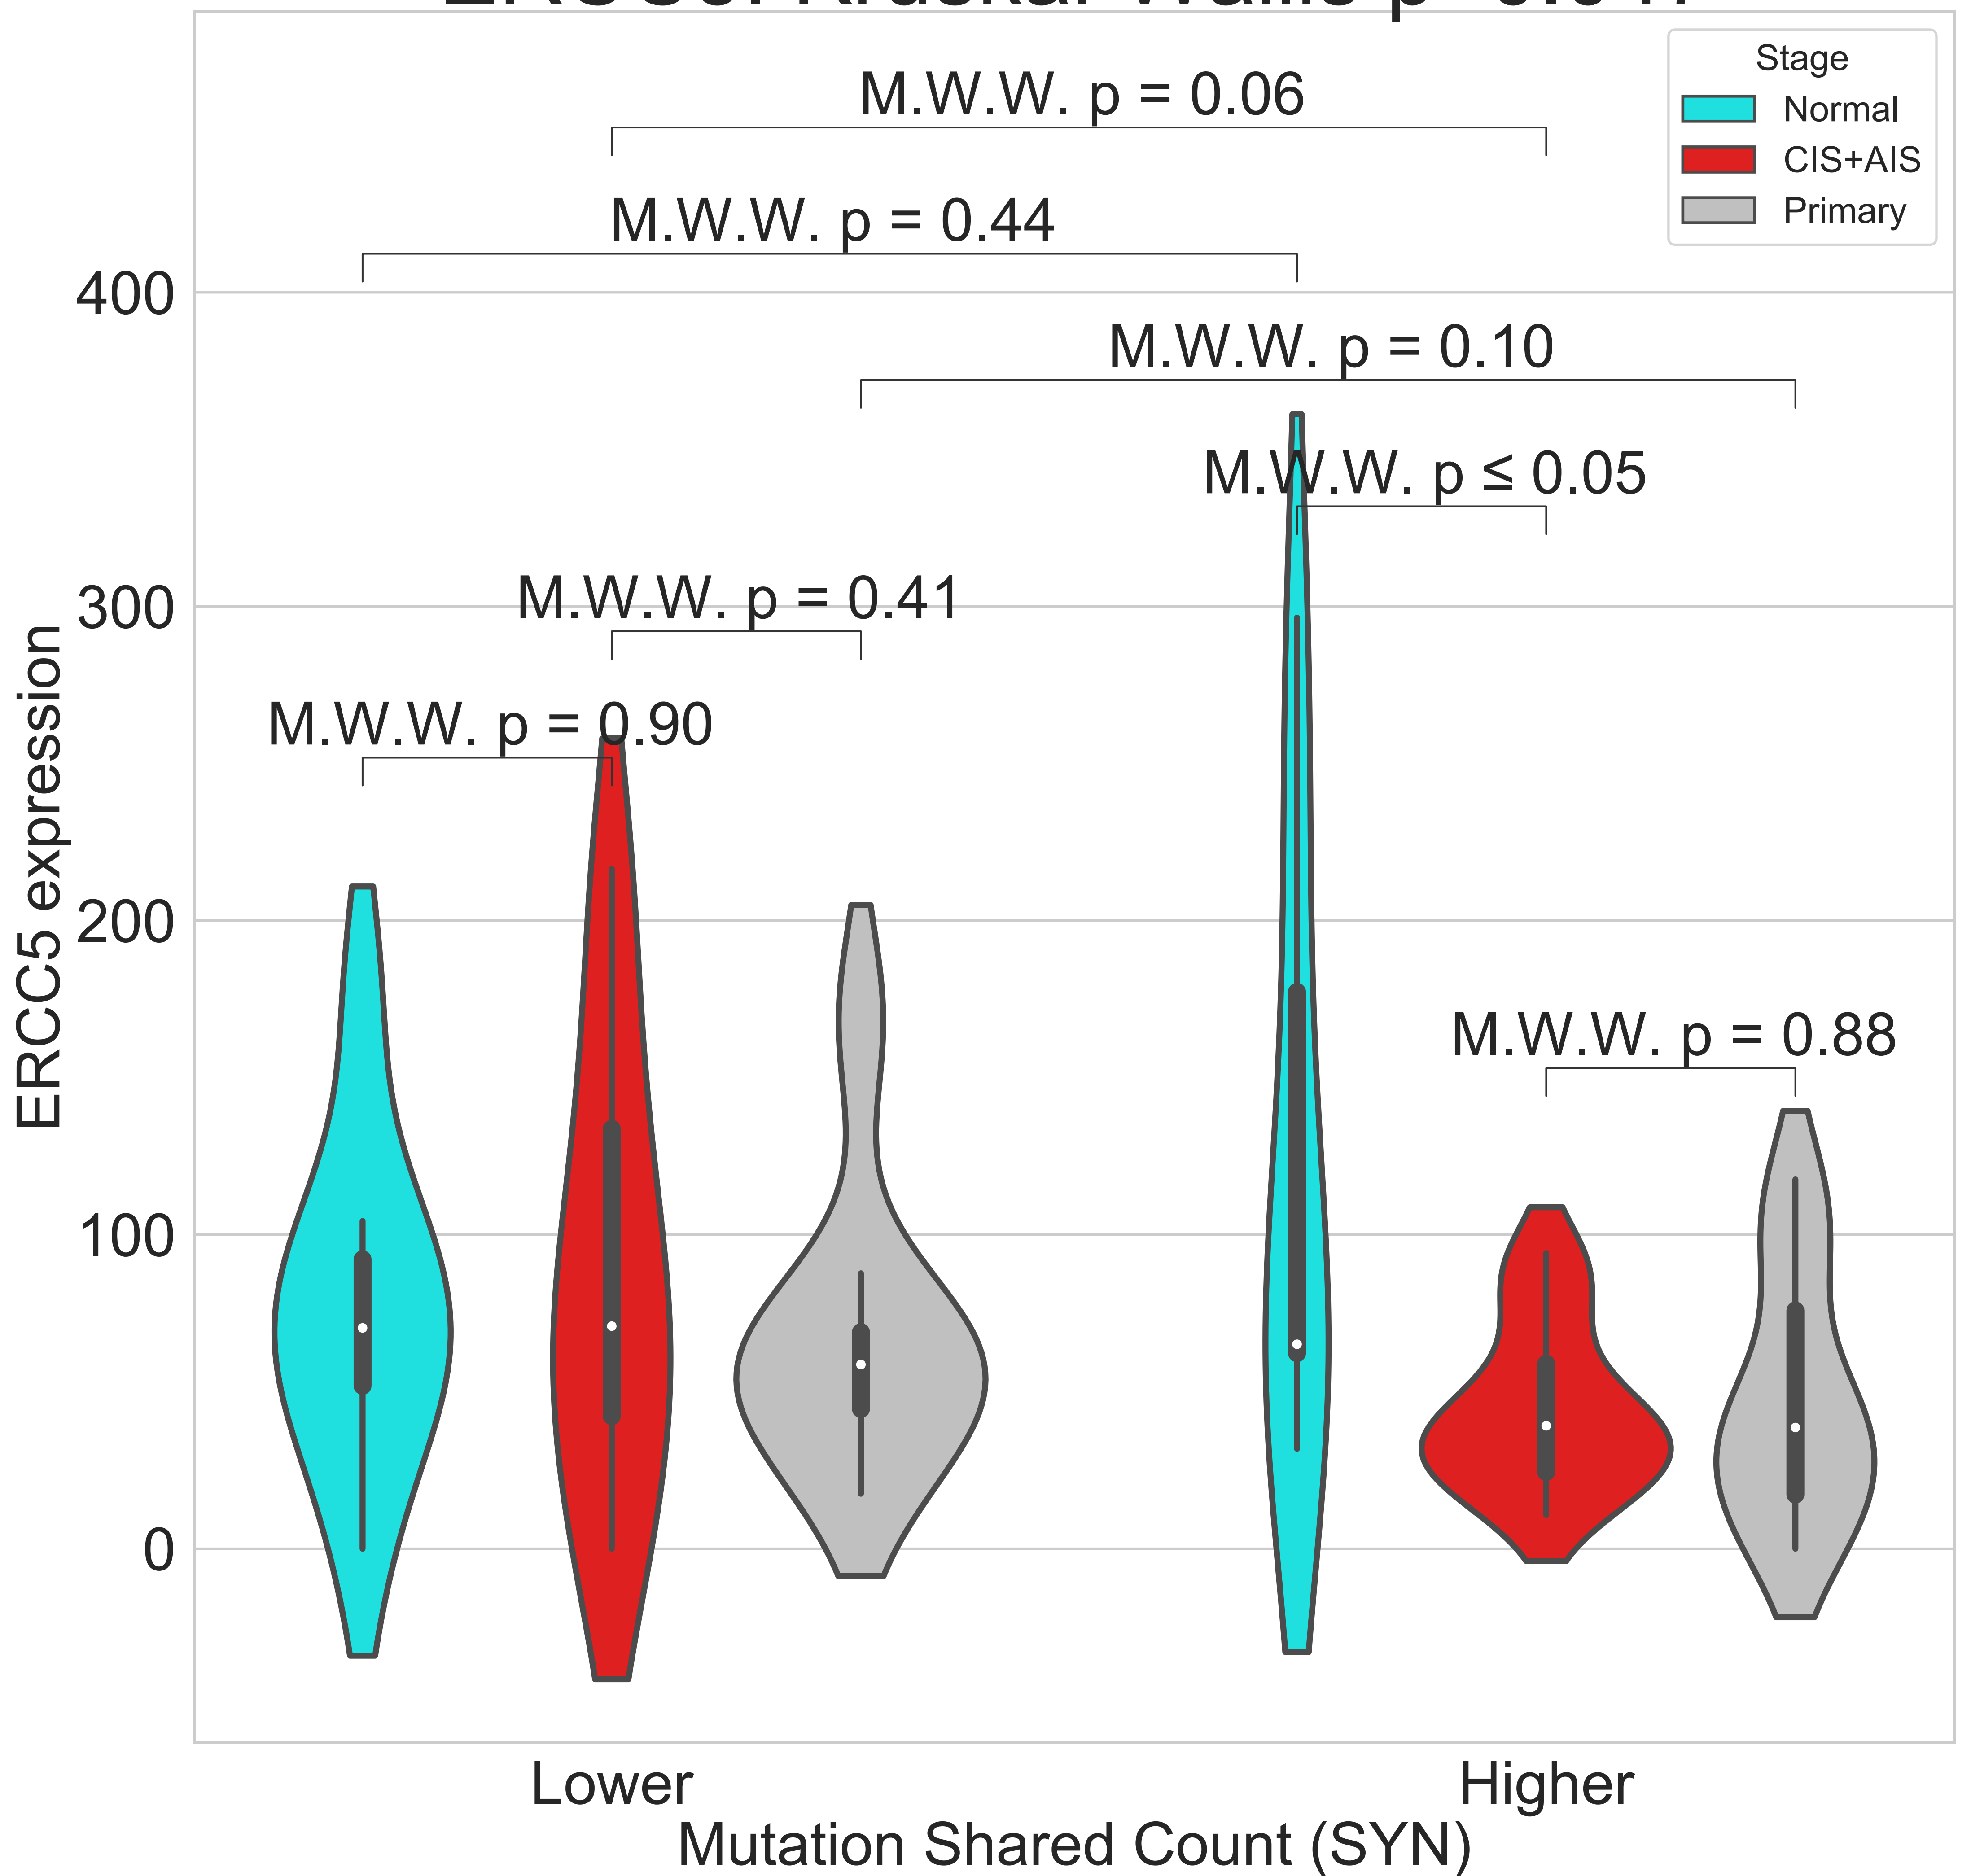 Stage
Normal
CIS+AIS
Primary
M.W.W. p = 0.06
M.W.W. p = 0.44
M.W.W. p = 0.10
M.W.W. p ≤ 0.05
M.W.W. p = 0.41
M.W.W. p = 0.90
M.W.W. p = 0.88
ERCC5 expression
400
300
200
100
0
Lower
Higher
Mutation Shared Count (SYN)